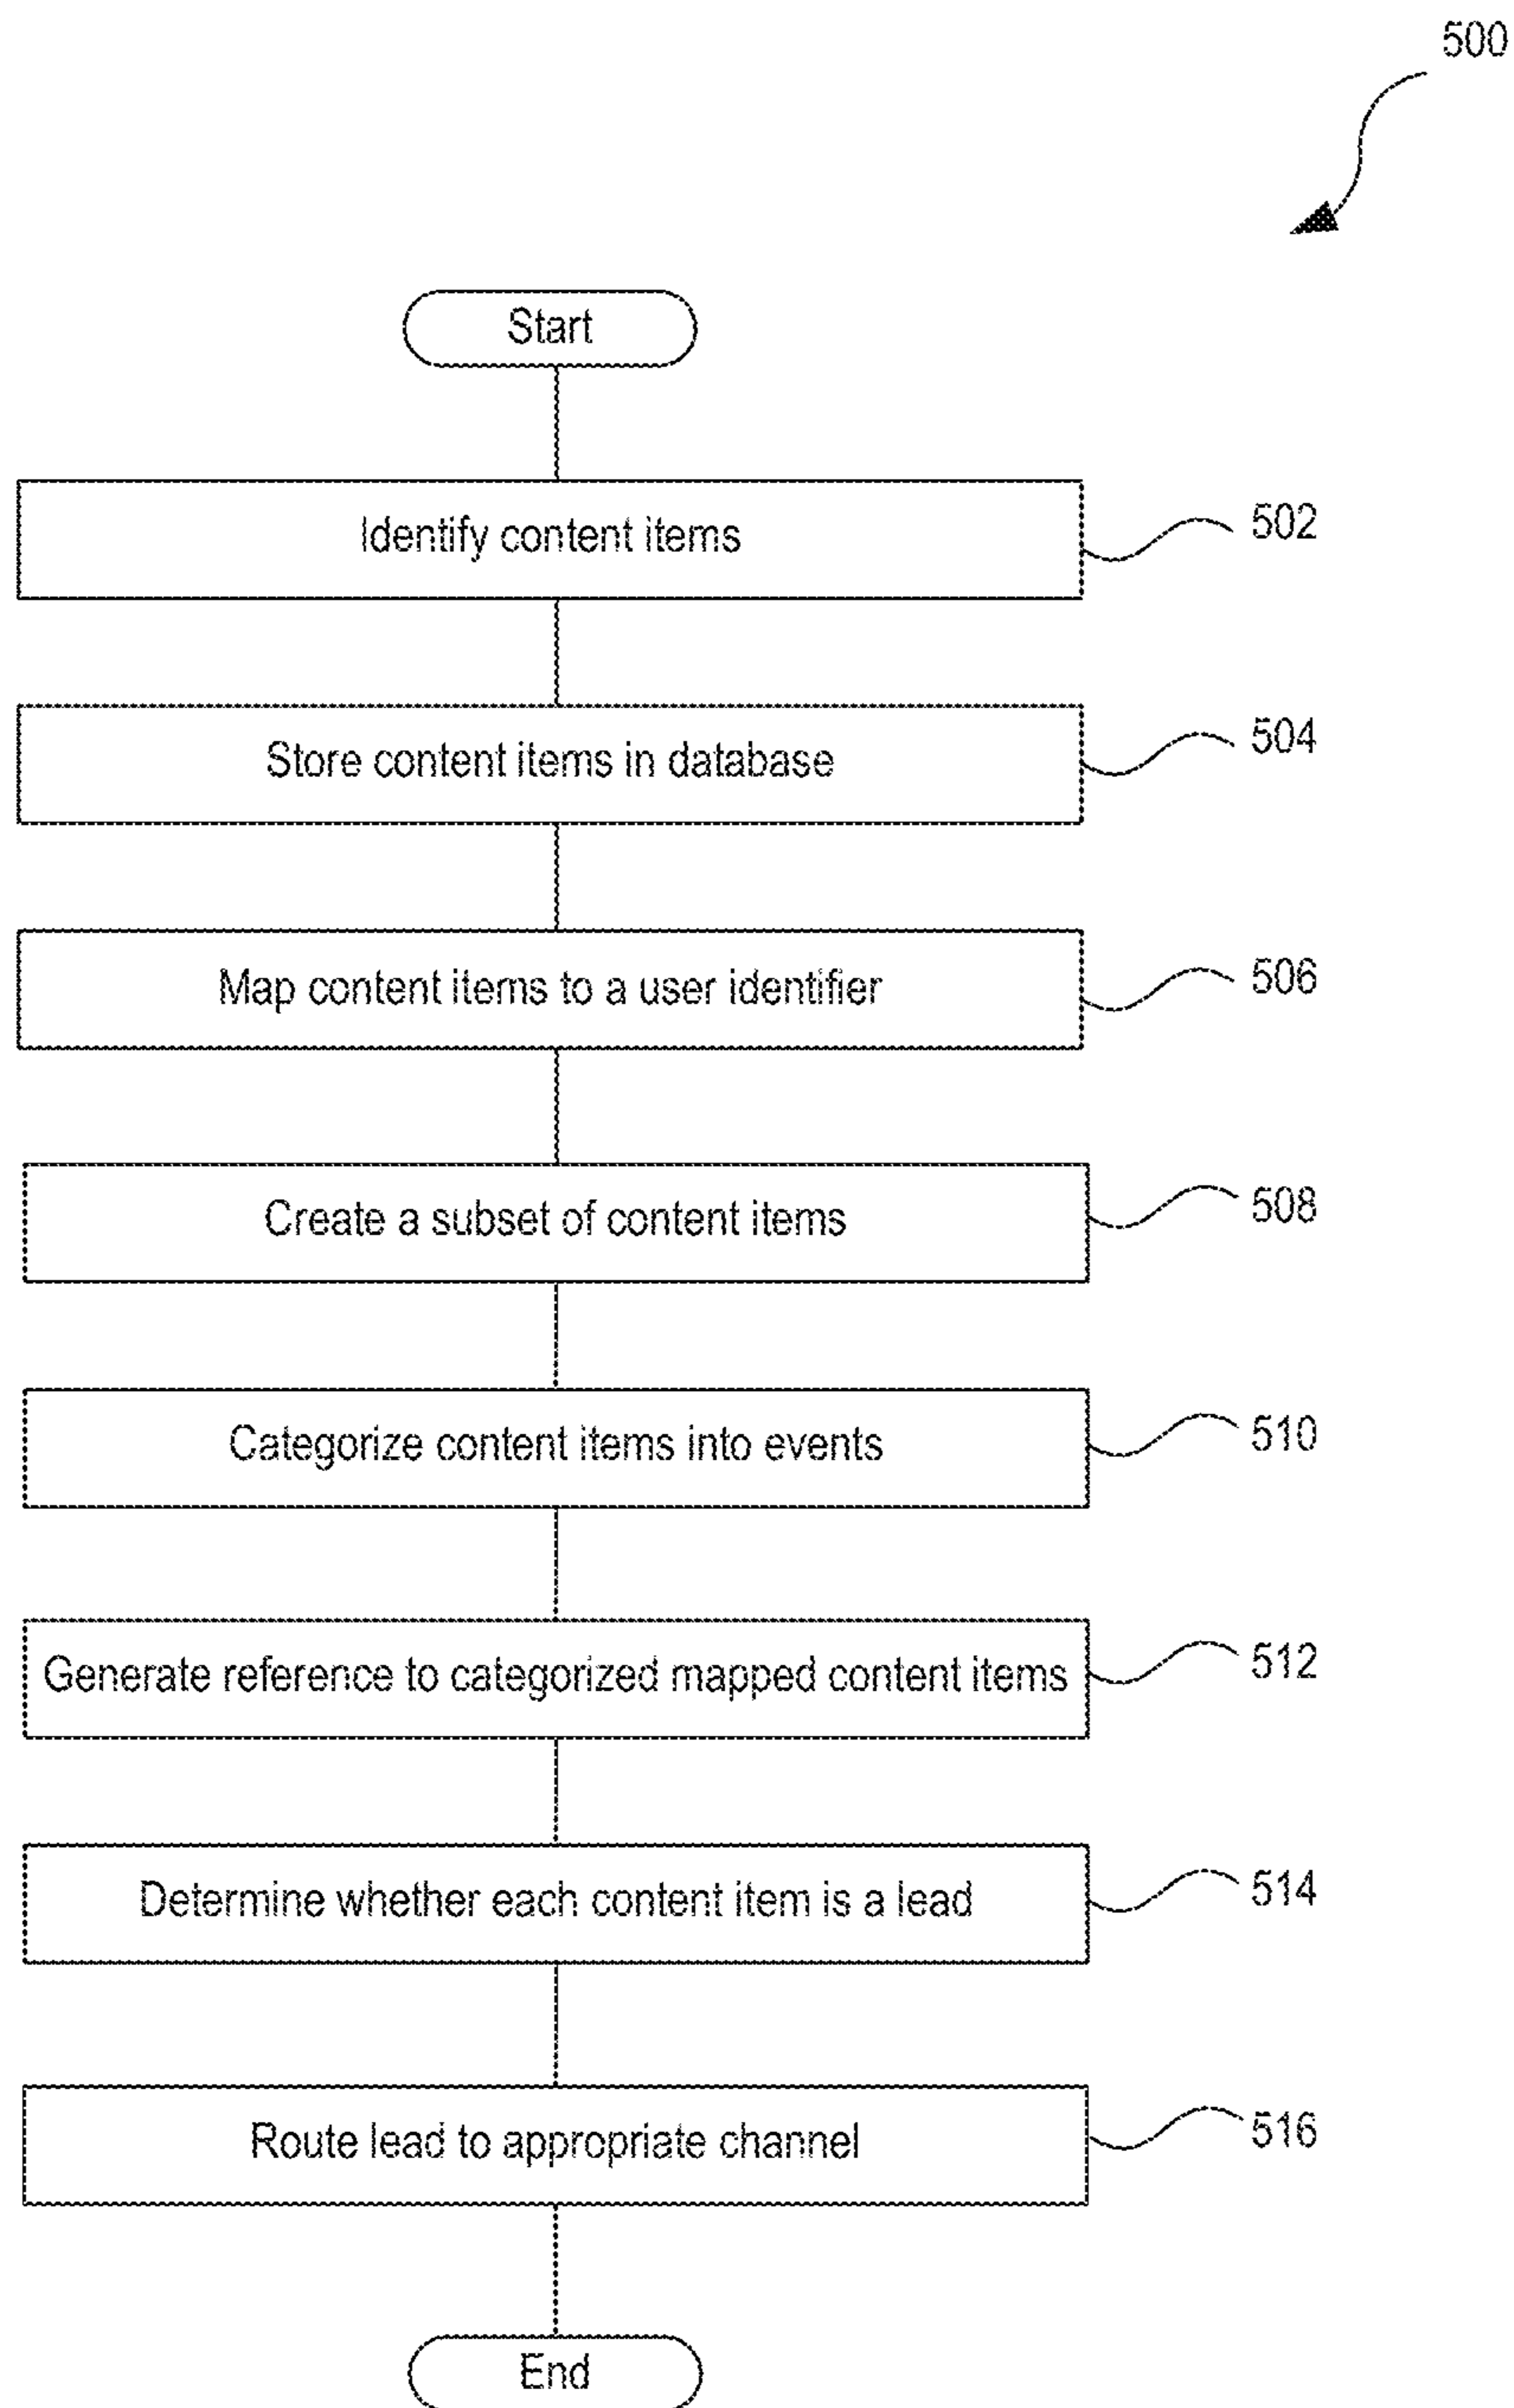 500
Start
Identify content items
502
Store content items in database
504
Map content items to a user identifier
506
Create a subset of content items
508
Categorize content items into events
510
Generate reference to categorized mapped content items
512
Determine whether each content item is a lead
514
Route lead to appropriate channel
516
End